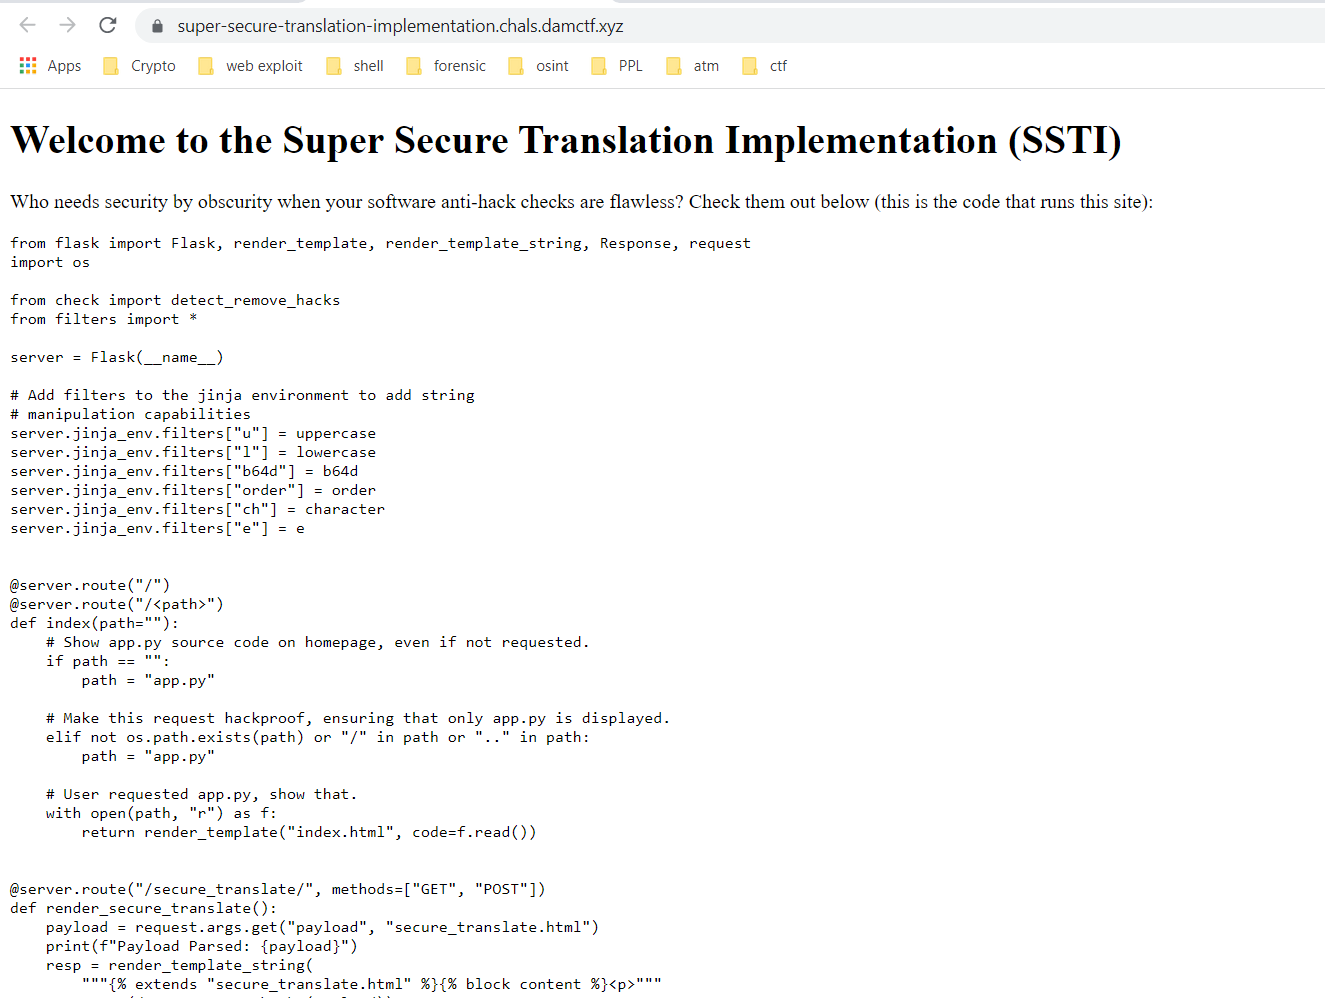 super-secure-translation-implementation.chals.damctf.xyz
Apps Crypto web exploit shell forensic osint PPL atm ctf
Welcome to the Super Secure Translation Implementation (SSTI)
Who needs security by obscurity when your software anti-hack checks are flawless? Check them out below (this is the code that runs this site):
from flask import Flask, render_template, render_template_string, Response, request
import os

from check import detect_remove_hacks
from filters import *

server = Flask(__name__)

# Add filters to the jinja environment to add string
# manipulation capabilities
server.jinja_env.filters["u"] = uppercase
server.jinja_env.filters["l"] = lowercase
server.jinja_env.filters["b64d"] = b64d
server.jinja_env.filters["order"] = order
server.jinja_env.filters["ch"] = character
server.jinja_env.filters["e"] = e


@server.route("/")
@server.route("/<path>")
def index(path=""):
    # Show app.py source code on homepage, even if not requested.
    if path == "":
        path = "app.py"

    # Make this request hackproof, ensuring that only app.py is displayed.
    elif not os.path.exists(path) or "/" in path or ".." in path:
        path = "app.py"

    # User requested app.py, show that.
    with open(path, "r") as f:
        return render_template("index.html", code=f.read())


@server.route("/secure_translate/", methods=["GET", "POST"])
def render_secure_translate():
    payload = request.args.get("payload", "secure_translate.html")
    print(f"Payload Parsed: {payload}")
    resp = render_template_string(
        """{% extends "secure_translate.html" %}{% block content %}<p>"""